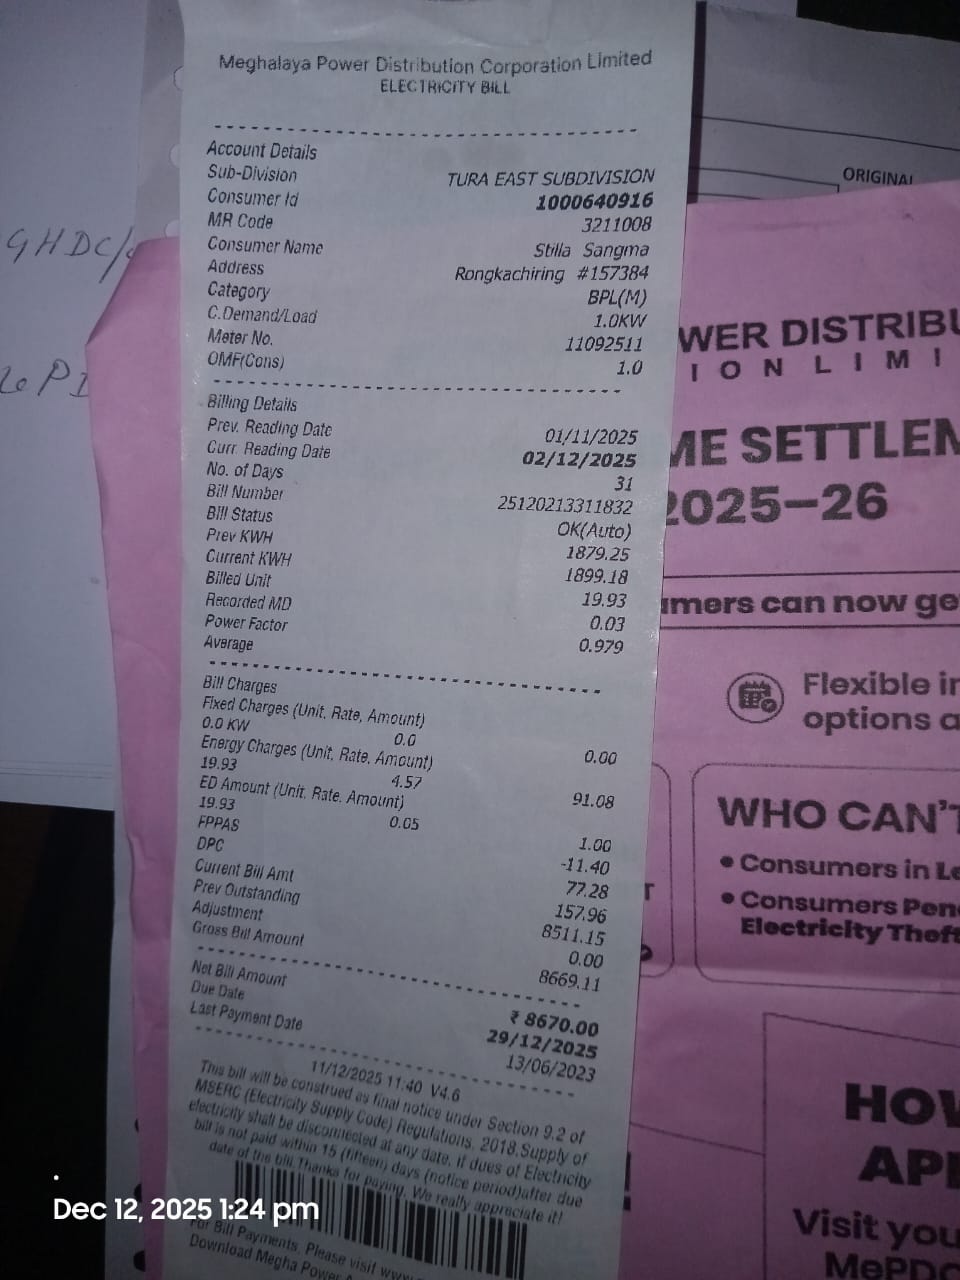 Meghalaya Power Distribution Corporation Limited
ELECTRICITY BILL
Account Details
Sub-Division TURA EAST SUBDIVISION
Consumer Id 1000640916
MR Code 3211008
Consumer Name Stilla Sangma
Address Rongkachiring #157384
Category BPL(M)
C.Demand/Load 1.0KW
Meter No. 11092511
OMF(Cons) 1.0
Billing Details
Prev. Reading Date 01/11/2025
Curr. Reading Date 02/12/2025
No. of Days 31
Bill Number 25120213311832
Bill Status OK(Auto)
Prev KWH 1879.25
Current KWH 1899.18
Billed Unit 19.93
Recorded MD 0.03
Power Factor 0.979
Average
Bill Charges
Fixed Charges (Unit, Rate, Amount)
0.0 KW 0.0 0.00
Energy Charges (Unit, Rate, Amount)
19.93 4.57 91.08
ED Amount (Unit, Rate, Amount)
19.93 0.05 1.00
FPPAS -11.40
DPC 77.28
Current Bill Amt 157.96
Prev Outstanding 8511.15
Adjustment 0.00
Gross Bill Amount 8669.11
Net Bill Amount ₹ 8670.00
Due Date 29/12/2025
Last Payment Date 13/06/2023
11/12/2025 11:40 V4.6
This bill will be construed as final notice under Section 9.2 of
MSERC (Electricity Supply Code) Regulations, 2018.Supply of
electricity shall be disconnected at any date, if dues of Electricity
bill is not paid within 15 (fifteen) days (notice period)after due
date of the bill.Thanks for paying. We really appreciate it!
For Bill Payments, Please visit www
Download Megha Power
ORIGINAL
GHDC/
WER DISTRIBU
ION LIMI
ME SETTLEM
2025–26
umers can now ge
Flexible in
options a
WHO CAN'T
• Consumers in Le
• Consumers Pen
Electricity Theft
HOW
APP
Visit you
MePDC
Dec 12, 2025 1:24 pm